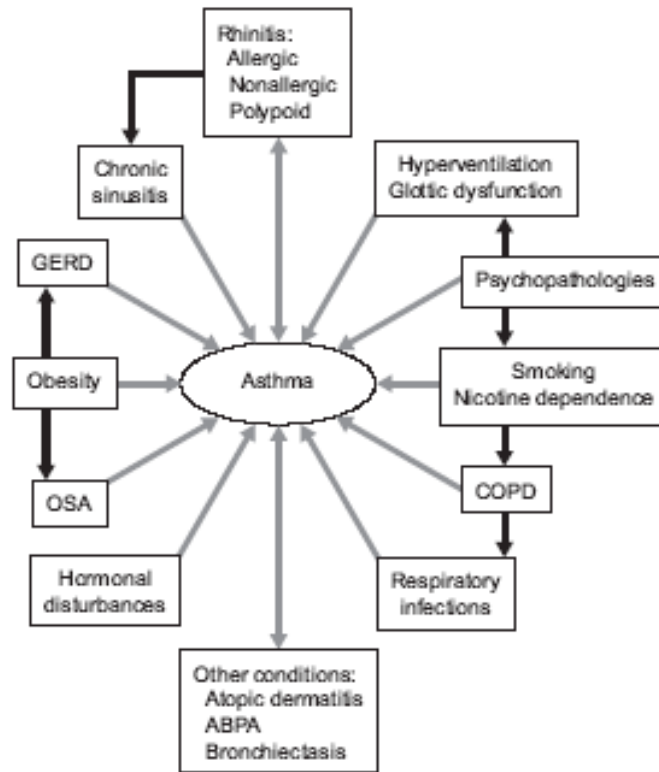 Rhinitis:
Allergic
Nonallergic
Polypoid
Chronic
sinusitis
Hyperventilation
Glottic dysfunction
GERD
Psychopathologies
Obesity
Asthma
Smoking
Nicotine dependence
OSA
COPD
Hormonal
disturbances
Respiratory
infections
Other conditions:
Atopic dermatitis
ABPA
Bronchiectasis